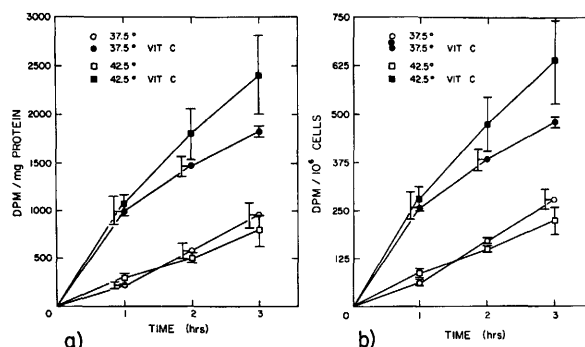 3000
2500
2000
1500
1000
500
0
DPM/mg PROTEIN
37.5°
37.5° VIT C
42.5°
42.5° VIT C
0 1 2 3
TIME (hrs)
a)
750
625
500
375
250
125
0
DPM/10⁶ CELLS
37.5°
37.5° VIT C
42.5°
42.5° VIT C
0 1 2 3
TIME (hrs)
b)